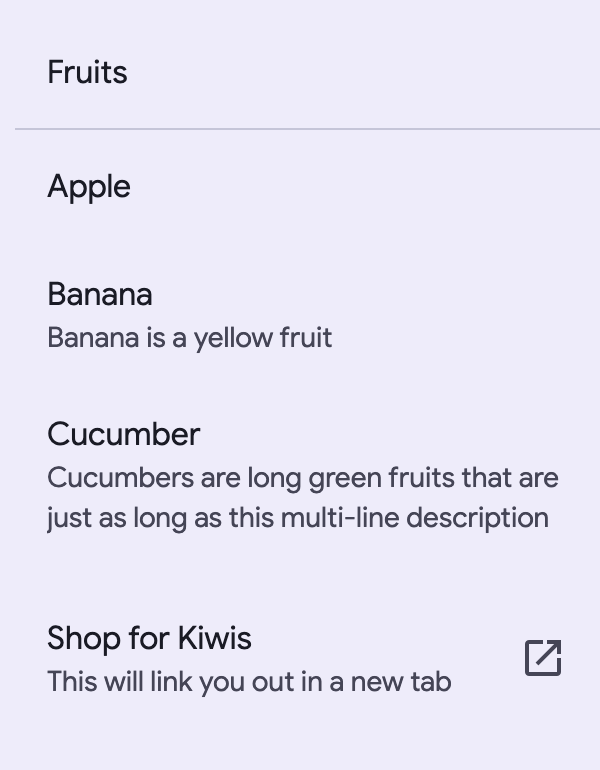 Fruits
Apple
Banana
Banana is a yellow fruit
Cucumber
Cucumbers are long green fruits that are
just as long as this multi-line description
Shop for Kiwis
This will link you out in a new tab